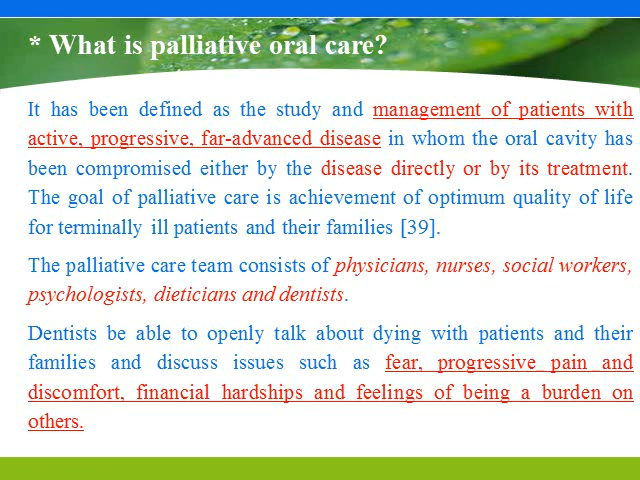 * What is palliative oral care?
It has been defined as the study and management of patients with
active, progressive, far-advanced disease in whom the oral cavity has
been compromised either by the disease directly or by its treatment.
The goal of palliative care is achievement of optimum quality of life
for terminally ill patients and their families [39].
The palliative care team consists of physicians, nurses, social workers,
psychologists, dieticians and dentists.
Dentists be able to openly talk about dying with patients and their
families and discuss issues such as fear, progressive pain and
discomfort, financial hardships and feelings of being a burden on
others.